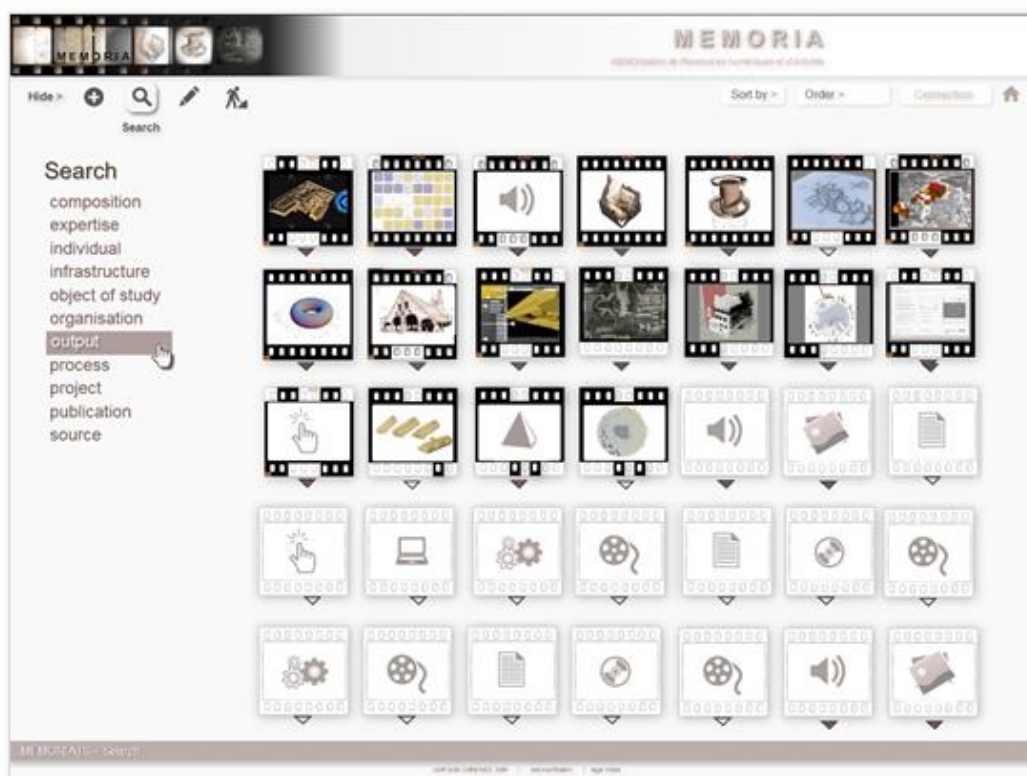 MEMORIA
MEMORIA
Hide >
Sort by >
Order >
Connection
Search
Search
composition
expertise
individual
infrastructure
object of study
organisation
output
process
project
publication
source